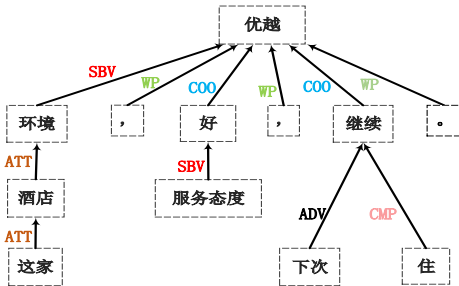 优越
SBV WP COO WP COO WP
环境 ， 好 ， 继续 。
ATT SBV ADV CMP
酒店 服务态度
ATT
这家 下次 住